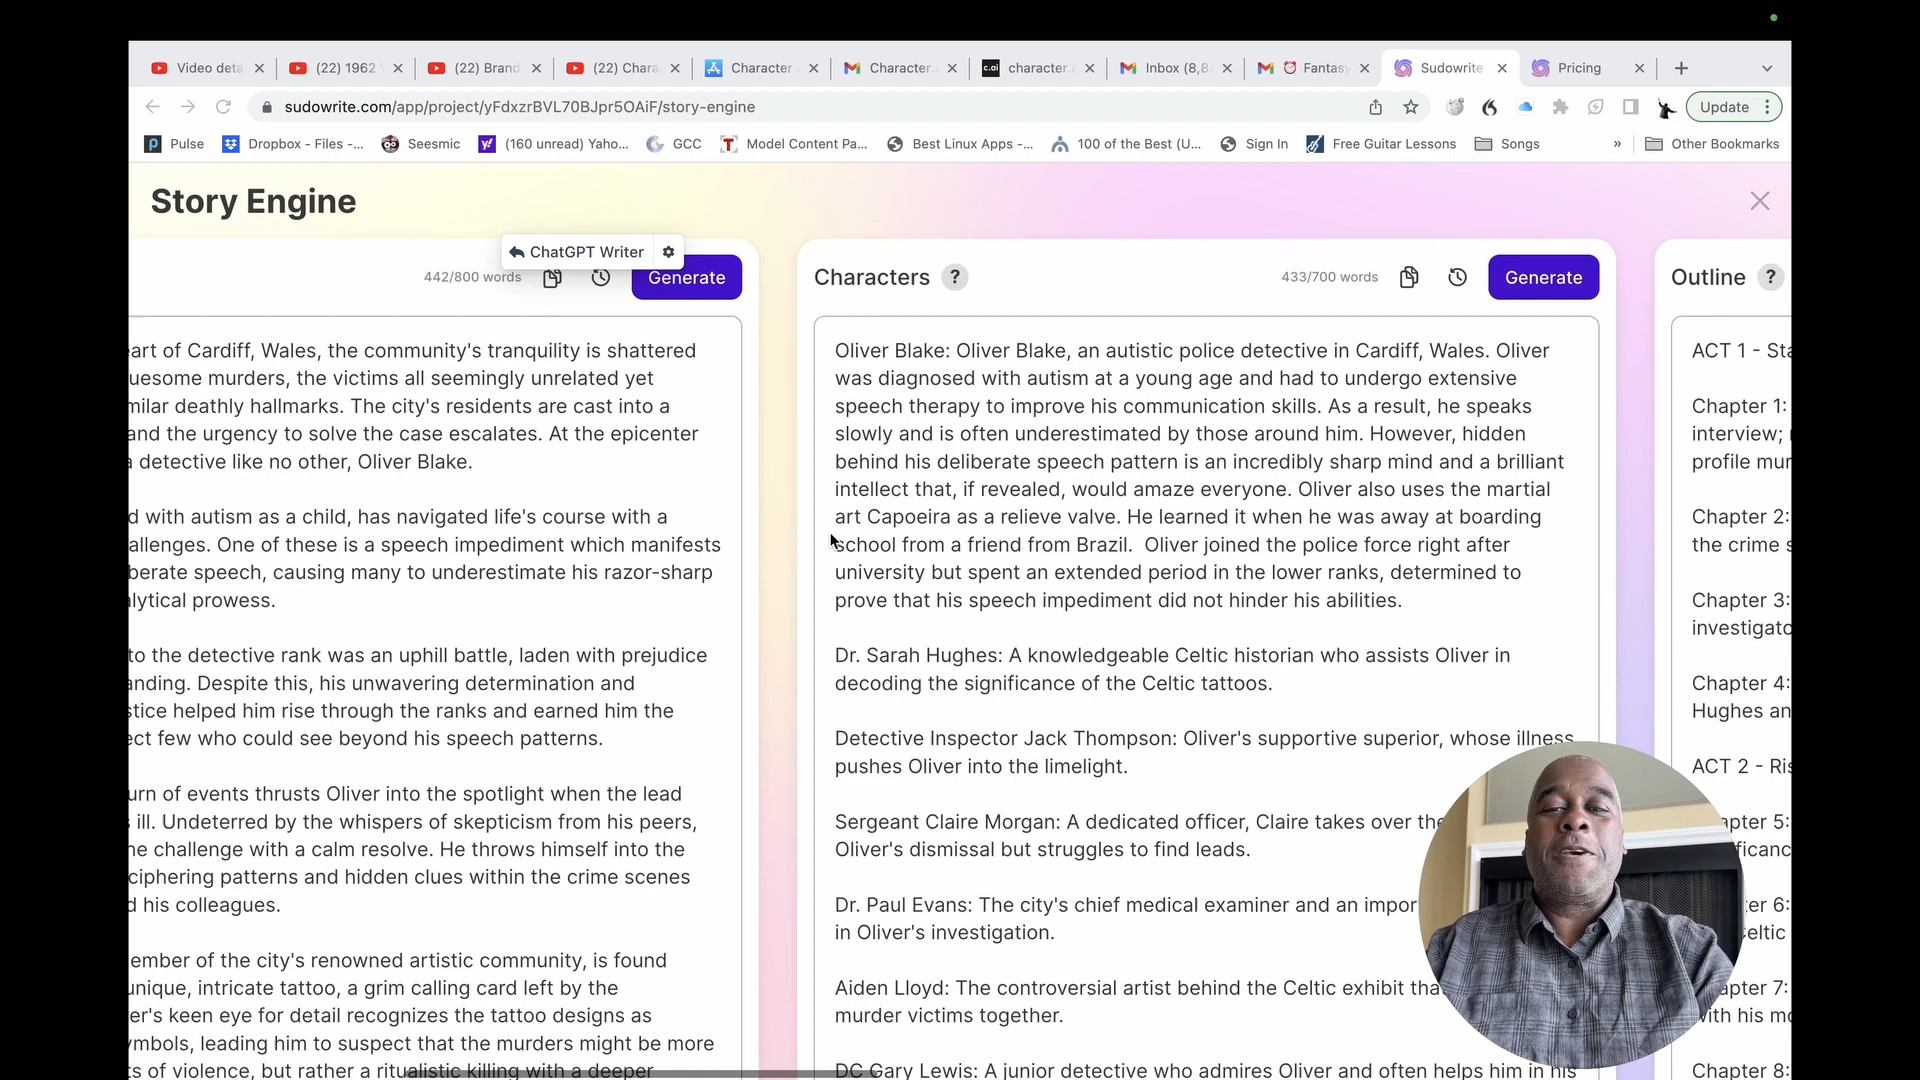 Video deta
(22) 1962
(22) Brand
(22) Chara
Character
Character.
c.ai
character.
Inbox (8,8
Fantasy
Sudowrite
Pricing
sudowrite.com/app/project/yFdxzrBVL70BJpr5OAiF/story-engine
Update
Pulse
Dropbox - Files -...
Seesmic
(160 unread) Yaho...
GCC
Model Content Pa...
Best Linux Apps -...
100 of the Best (U...
Sign In
Free Guitar Lessons
Songs
»
Other Bookmarks
Story Engine
ChatGPT Writer
442/800 words
Generate
art of Cardiff, Wales, the community's tranquility is shattered
uesome murders, the victims all seemingly unrelated yet
milar deathly hallmarks. The city's residents are cast into a
and the urgency to solve the case escalates. At the epicenter
a detective like no other, Oliver Blake.
d with autism as a child, has navigated life's course with a
allenges. One of these is a speech impediment which manifests
berate speech, causing many to underestimate his razor-sharp
alytical prowess.
to the detective rank was an uphill battle, laden with prejudice
anding. Despite this, his unwavering determination and
stice helped him rise through the ranks and earned him the
ect few who could see beyond his speech patterns.
urn of events thrusts Oliver into the spotlight when the lead
s ill. Undeterred by the whispers of skepticism from his peers,
he challenge with a calm resolve. He throws himself into the
ciphering patterns and hidden clues within the crime scenes
d his colleagues.
ember of the city's renowned artistic community, is found
unique, intricate tattoo, a grim calling card left by the
er's keen eye for detail recognizes the tattoo designs as
ymbols, leading him to suspect that the murders might be more
ts of violence, but rather a ritualistic killing with a deeper
Characters ?
433/700 words
Generate
Oliver Blake: Oliver Blake, an autistic police detective in Cardiff, Wales. Oliver
was diagnosed with autism at a young age and had to undergo extensive
speech therapy to improve his communication skills. As a result, he speaks
slowly and is often underestimated by those around him. However, hidden
behind his deliberate speech pattern is an incredibly sharp mind and a brilliant
intellect that, if revealed, would amaze everyone. Oliver also uses the martial
art Capoeira as a relieve valve. He learned it when he was away at boarding
school from a friend from Brazil.  Oliver joined the police force right after
university but spent an extended period in the lower ranks, determined to
prove that his speech impediment did not hinder his abilities.
Dr. Sarah Hughes: A knowledgeable Celtic historian who assists Oliver in
decoding the significance of the Celtic tattoos.
Detective Inspector Jack Thompson: Oliver's supportive superior, whose illness
pushes Oliver into the limelight.
Sergeant Claire Morgan: A dedicated officer, Claire takes over the
Oliver's dismissal but struggles to find leads.
Dr. Paul Evans: The city's chief medical examiner and an impor
in Oliver's investigation.
Aiden Lloyd: The controversial artist behind the Celtic exhibit tha
murder victims together.
DC Gary Lewis: A junior detective who admires Oliver and often helps him in his
Outline ?
ACT 1 - Sta
Chapter 1:
interview;
profile mur
Chapter 2:
the crime s
Chapter 3:
investigato
Chapter 4:
Hughes an
ACT 2 - Ris
apter 5:
ficanc
er 6:
eltic
apter 7:
with his mo
Chapter 8: